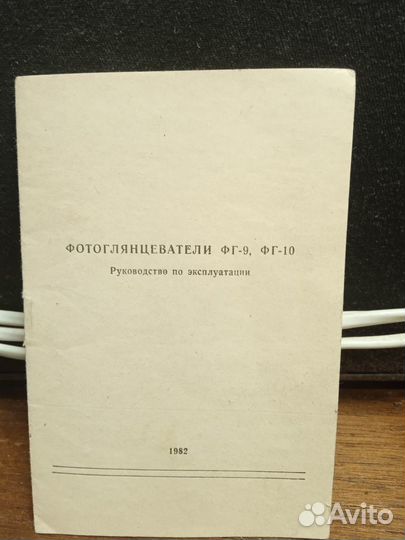 ФОТОГЛЯНЦЕВАТЕЛИ ФГ-9, ФГ-10
Руководство по эксплуатации
1982
Avito